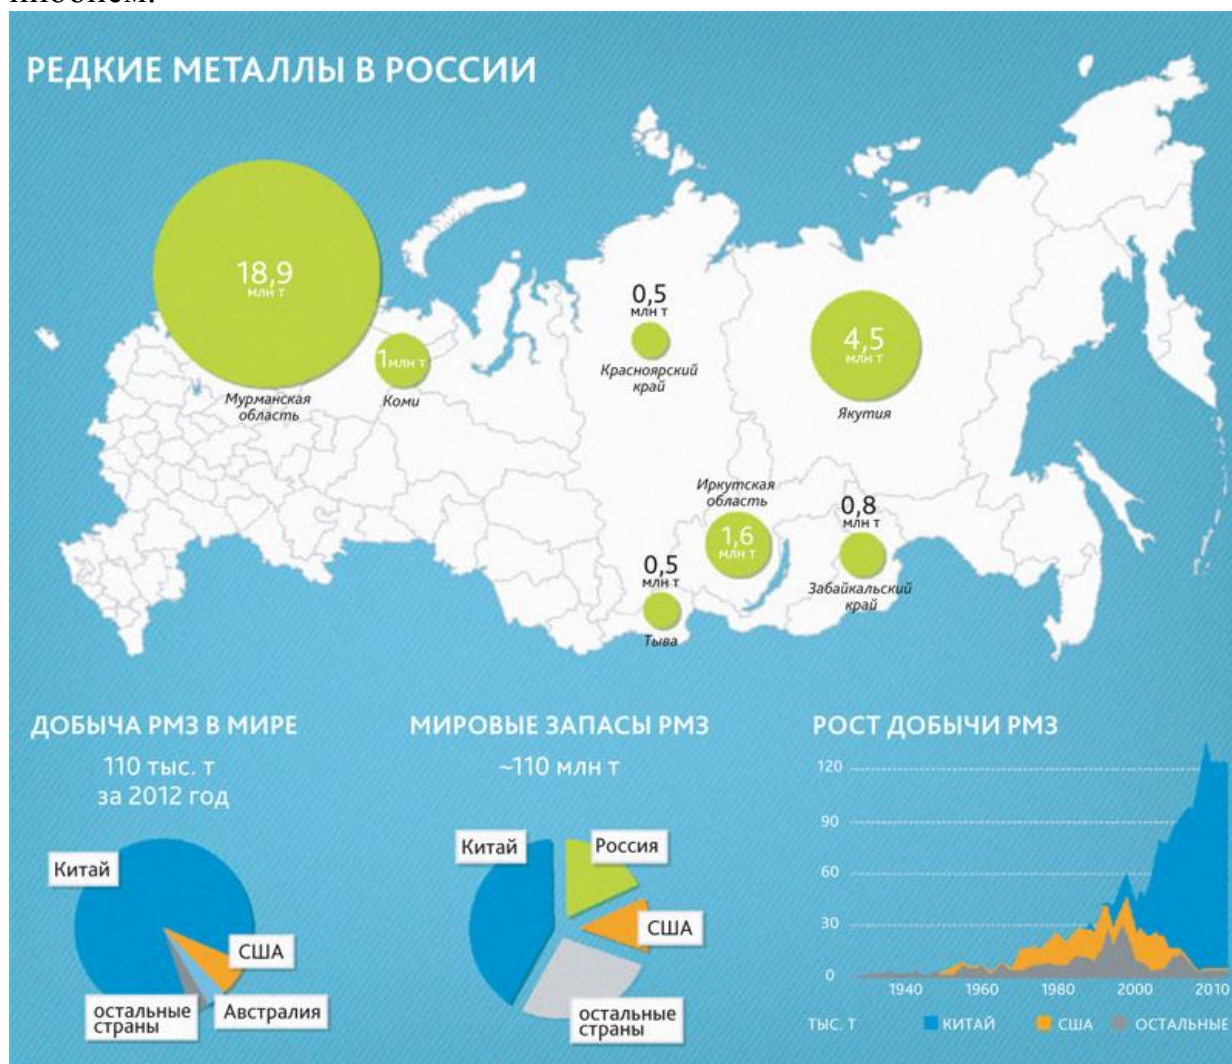 РЕДКИЕ МЕТАЛЛЫ В РОССИИ
18,9
млн т
Мурманская
область
1 млн т
Коми
0,5
млн т
Красноярский
край
4,5
млн т
Якутия
Иркутская
область
1,6
млн т
0,8
млн т
Забайкальский
край
0,5
млн т
Тыва
ДОБЫЧА РМЗ В МИРЕ
110 тыс. т
за 2012 год
Китай
США
Австралия
остальные
страны
МИРОВЫЕ ЗАПАСЫ РМЗ
~110 млн т
Китай
Россия
США
остальные
страны
РОСТ ДОБЫЧИ РМЗ
120
90
60
30
0
1940 1960 1980 2000 2010
ТЫС. Т КИТАЙ США ОСТАЛЬНЫЕ